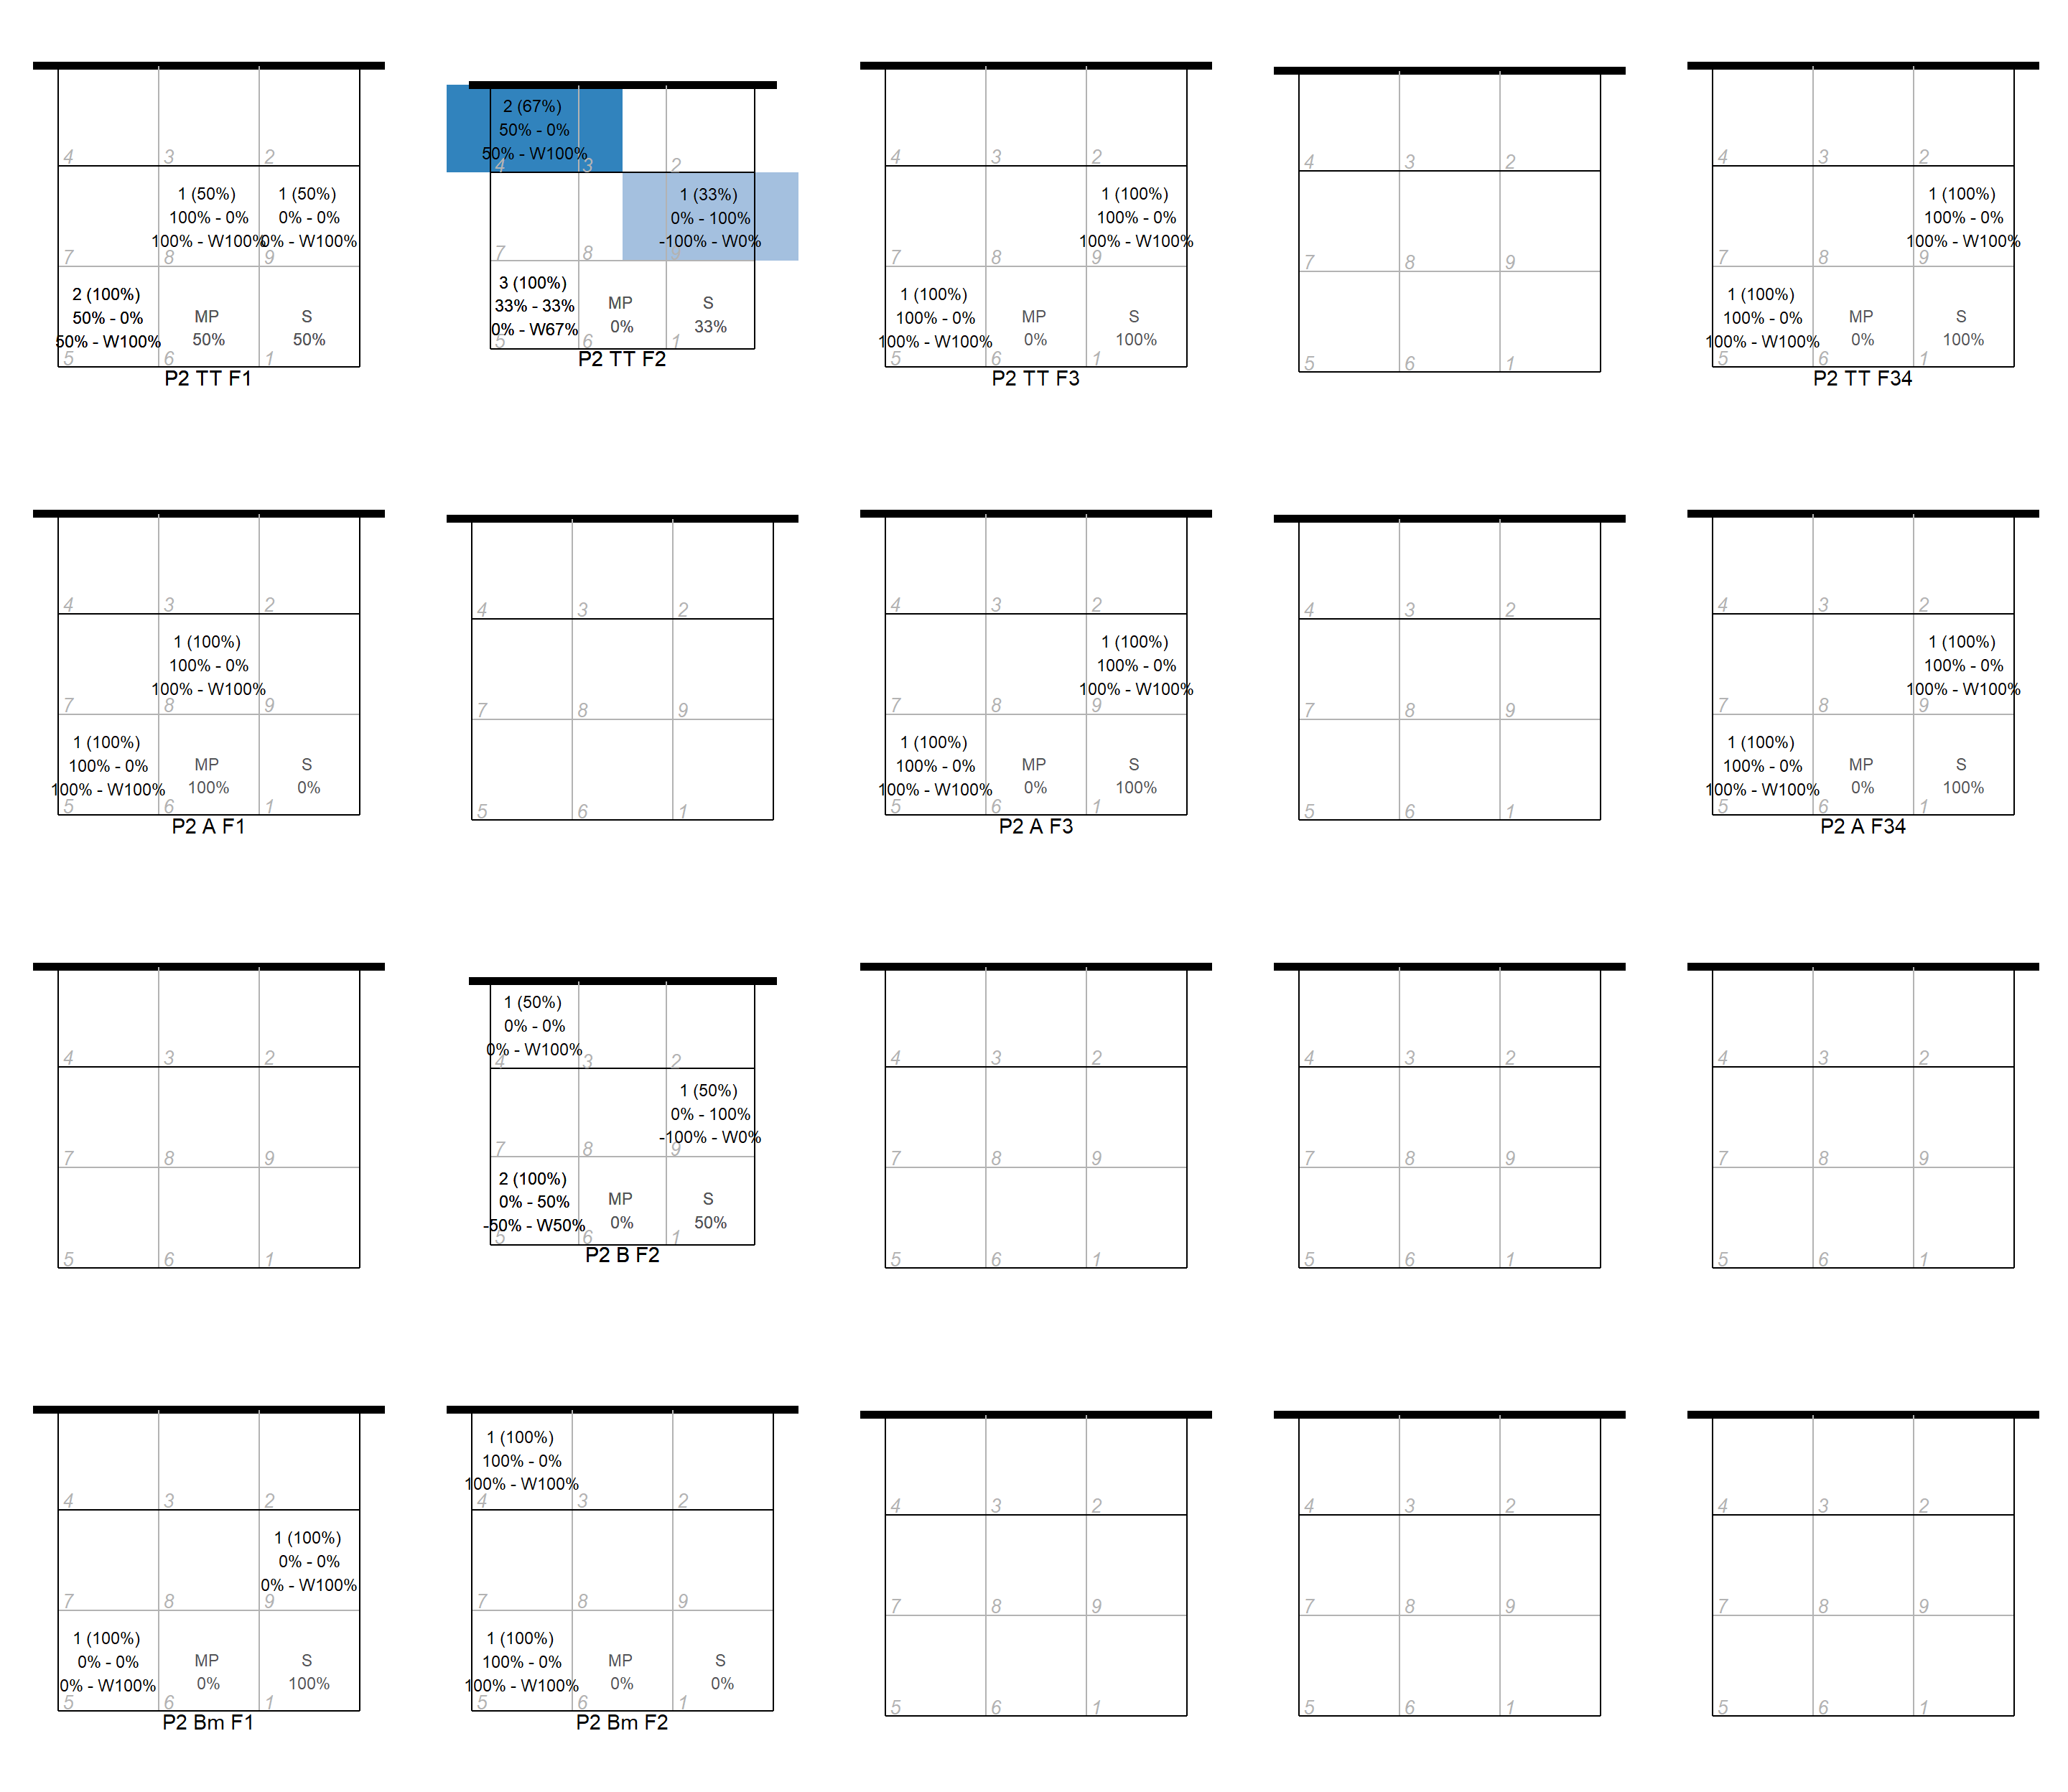 4 3 2
1 (50%) 1 (50%)
100% - 0% 0% - 0%
100% - W100% 0% - W100%
7 8 9
2 (100%)
50% - 0% MP S
50% - W100% 50% 50%
5 6 1
P2 TT F1
2 (67%)
50% - 0%
50% - W100%
4 3 2
1 (33%)
0% - 100%
-100% - W0%
7 8 9
3 (100%)
33% - 33% MP S
0% - W67% 0% 33%
5 6 1
P2 TT F2
4 3 2
1 (100%)
100% - 0%
100% - W100%
7 8 9
1 (100%)
100% - 0% MP S
100% - W100% 0% 100%
5 6 1
P2 TT F3
4 3 2
7 8 9
5 6 1
4 3 2
1 (100%)
100% - 0%
100% - W100%
7 8 9
1 (100%)
100% - 0% MP S
100% - W100% 0% 100%
5 6 1
P2 TT F34
4 3 2
1 (100%)
100% - 0%
100% - W100%
7 8 9
1 (100%)
100% - 0% MP S
100% - W100% 100% 0%
5 6 1
P2 A F1
4 3 2
7 8 9
5 6 1
4 3 2
1 (100%)
100% - 0%
100% - W100%
7 8 9
1 (100%)
100% - 0% MP S
100% - W100% 0% 100%
5 6 1
P2 A F3
4 3 2
7 8 9
5 6 1
4 3 2
1 (100%)
100% - 0%
100% - W100%
7 8 9
1 (100%)
100% - 0% MP S
100% - W100% 0% 100%
5 6 1
P2 A F34
4 3 2
7 8 9
5 6 1
1 (50%)
0% - 0%
0% - W100%
4 3 2
1 (50%)
0% - 100%
-100% - W0%
7 8 9
2 (100%)
0% - 50% MP S
-50% - W50% 0% 50%
5 6 1
P2 B F2
4 3 2
7 8 9
5 6 1
4 3 2
7 8 9
5 6 1
4 3 2
7 8 9
5 6 1
4 3 2
1 (100%)
0% - 0%
0% - W100%
7 8 9
1 (100%)
0% - 0% MP S
0% - W100% 0% 100%
5 6 1
P2 Bm F1
1 (100%)
100% - 0%
100% - W100%
4 3 2
7 8 9
1 (100%)
100% - 0% MP S
100% - W100% 0% 0%
5 6 1
P2 Bm F2
4 3 2
7 8 9
5 6 1
4 3 2
7 8 9
5 6 1
4 3 2
7 8 9
5 6 1